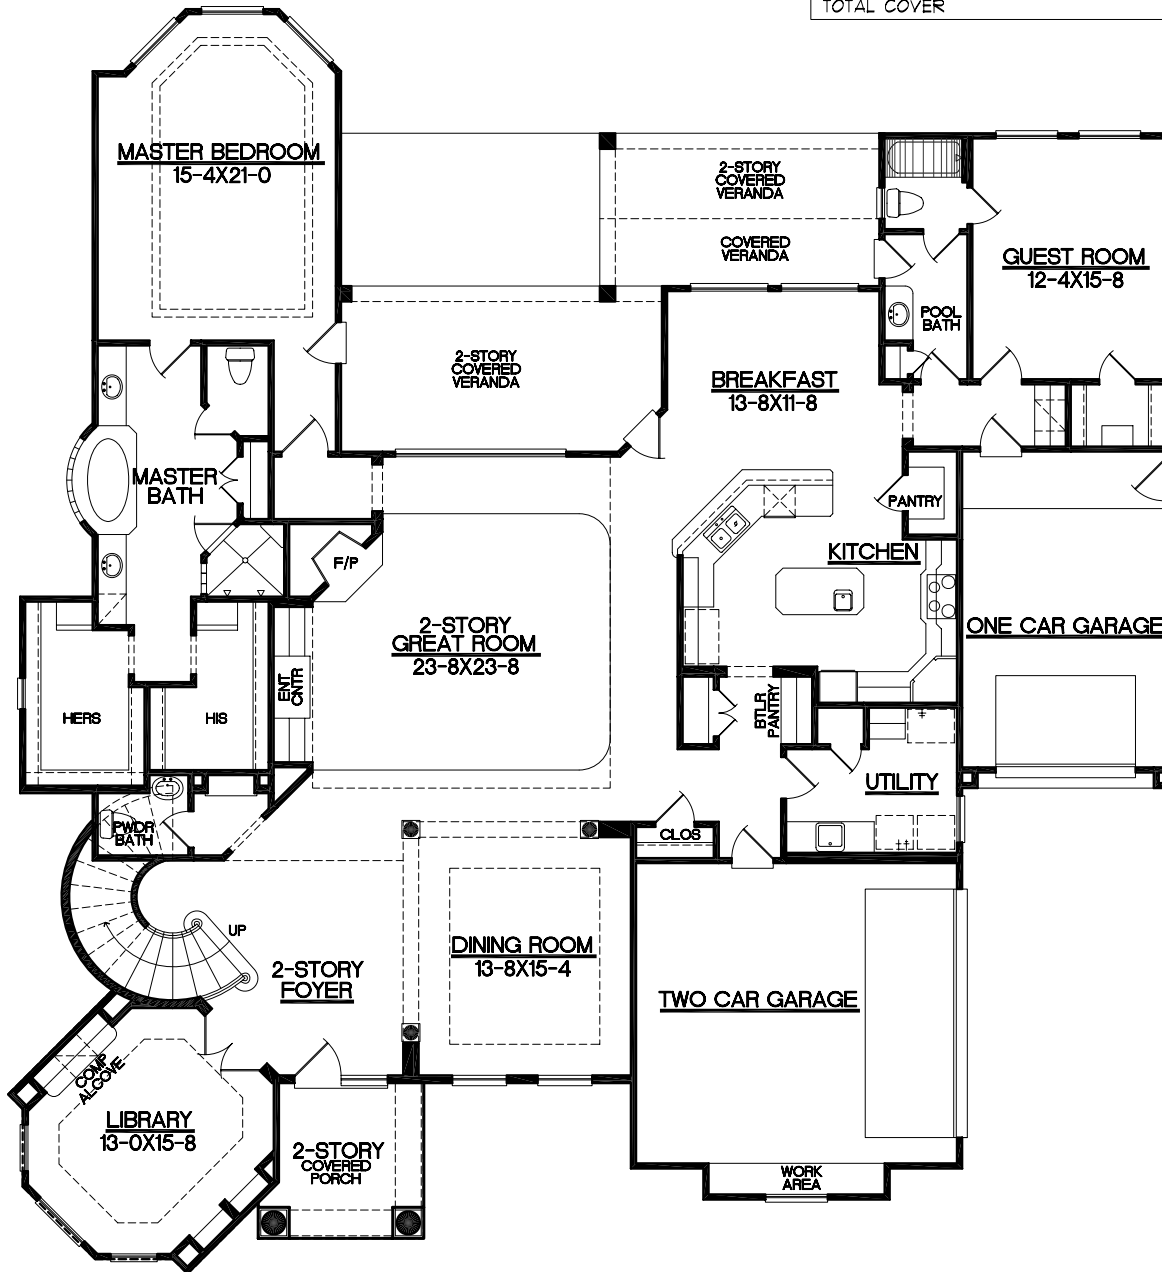 TOTAL COVER
MASTER BEDROOM
15-4X21-0
2-STORY
COVERED
VERANDA
COVERED
VERANDA
GUEST ROOM
12-4X15-8
POOL
BATH
2-STORY
COVERED
VERANDA
BREAKFAST
13-8X11-8
MASTER
BATH
PANTRY
F/P
KITCHEN
2-STORY
GREAT ROOM
23-8X23-8
ONE CAR GARAGE
ENT
CNTR
HERS
HIS
BTLR
PANTRY
UTILITY
PWDR
BATH
CLOS
UP
DINING ROOM
13-8X15-4
2-STORY
FOYER
TWO CAR GARAGE
COMP
ALGOVE
LIBRARY
13-0X15-8
2-STORY
COVERED
PORCH
WORK
AREA